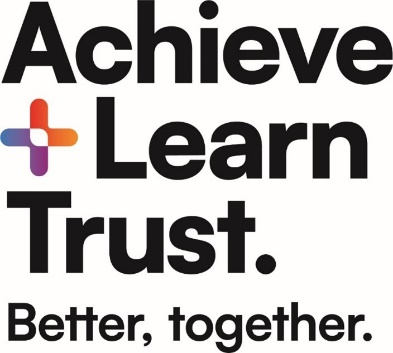 Achieve
+ Learn
Trust.
Better, together.